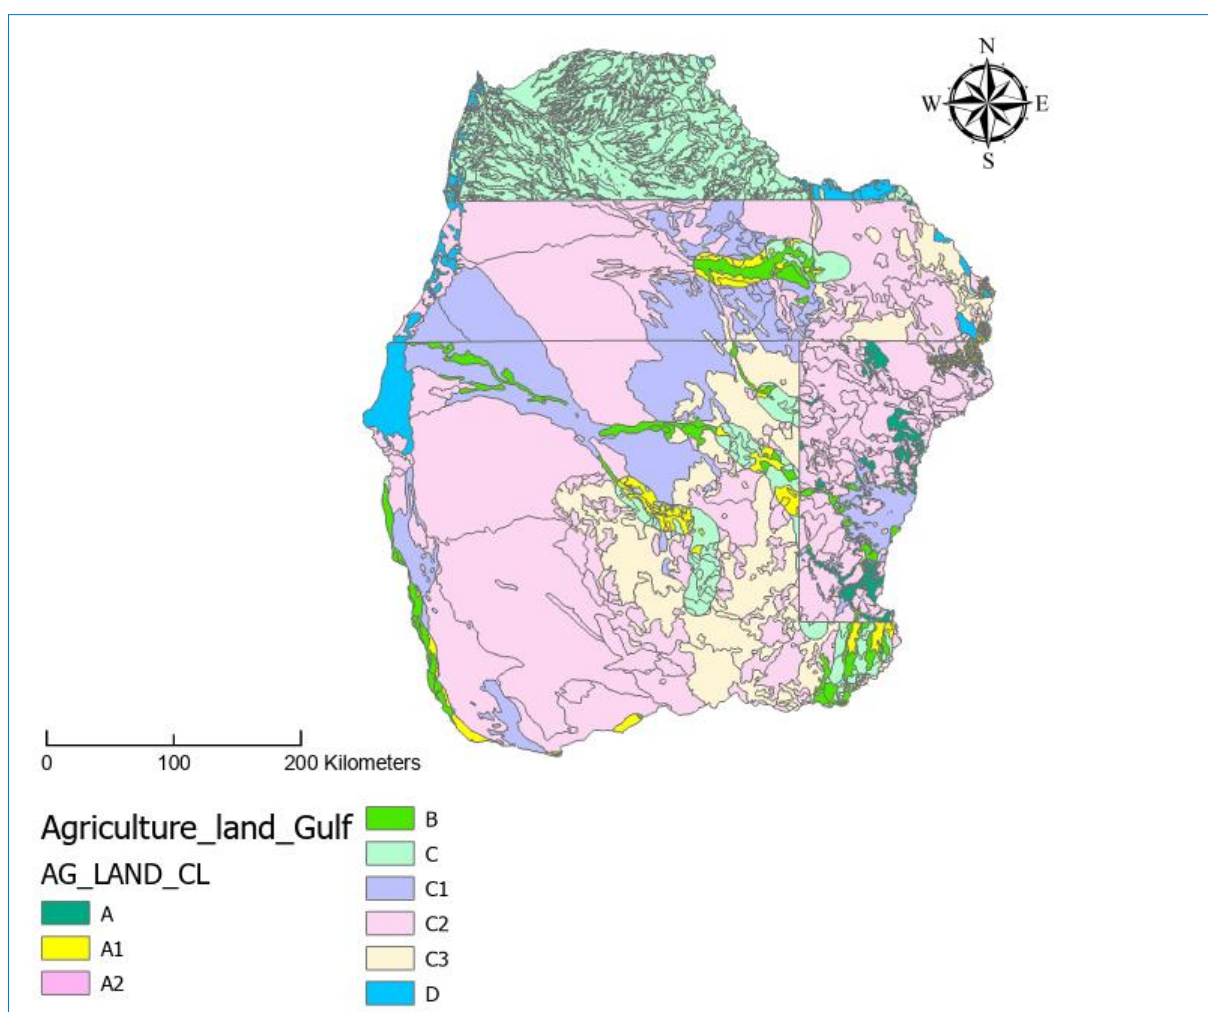 N
W E
S
0 100 200 Kilometers
Agriculture_land_Gulf
AG_LAND_CL
A
A1
A2
B
C
C1
C2
C3
D